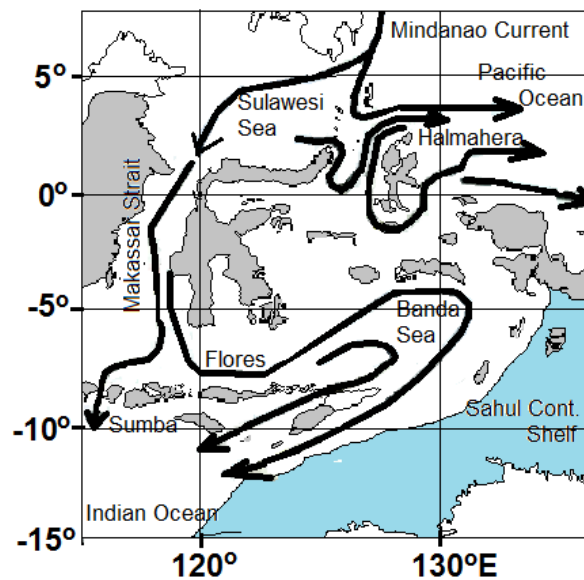 Mindanao Current
5º
Pacific
Ocean
Sulawesi
Sea
Halmahera
0º
Makassar Strait
-5º
Banda
Sea
Flores
Sumba
Sahul Cont.
Shelf
-10º
Indian Ocean
-15º
120º
130ºE